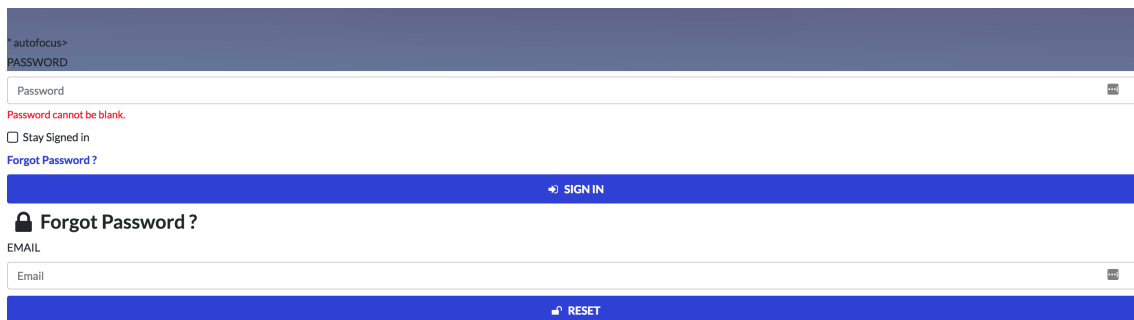 " autofocus>
PASSWORD
Password
Password cannot be blank.
Stay Signed in
Forgot Password ?
SIGN IN
Forgot Password ?
EMAIL
Email
RESET